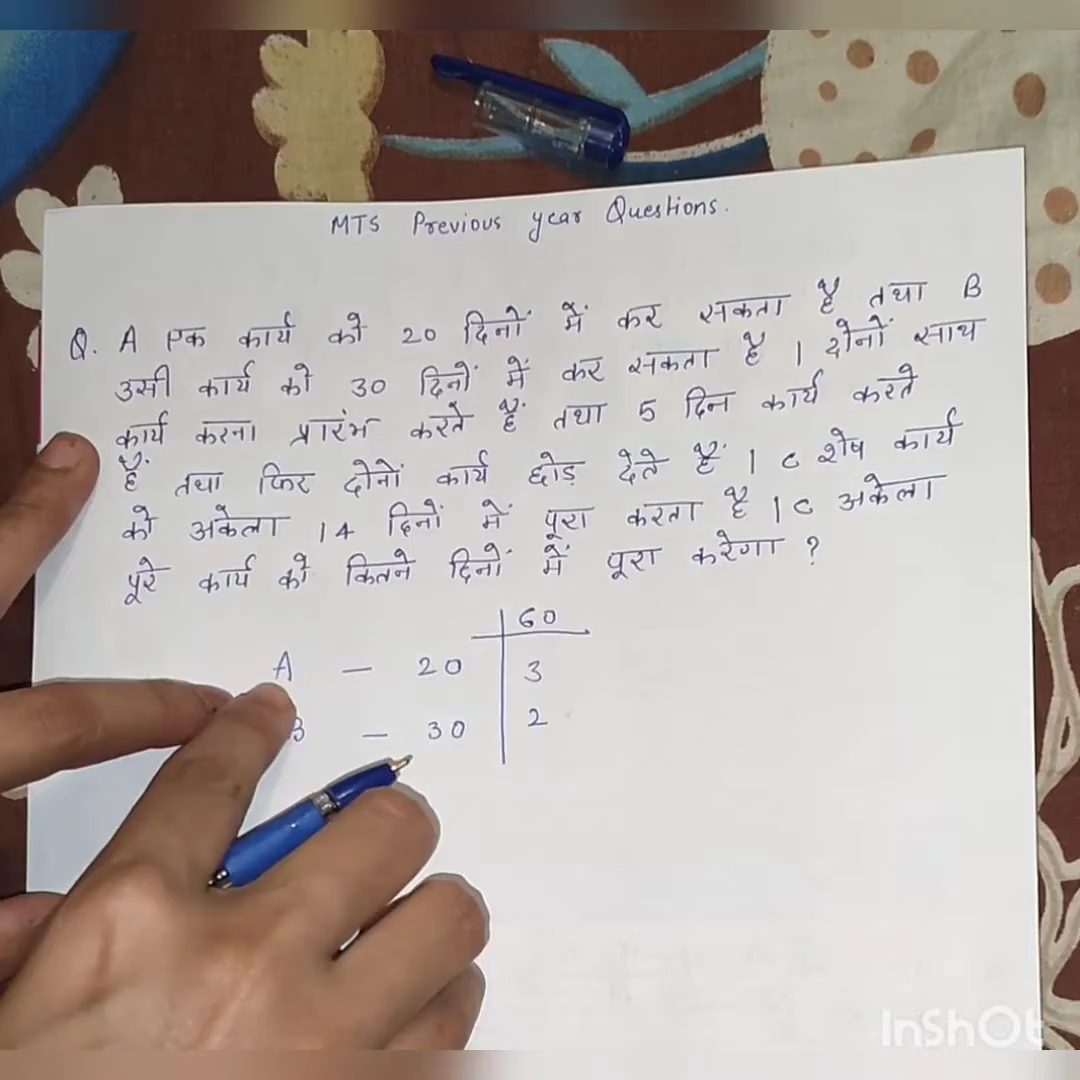 MTS Previous year Questions.
Q. A एक कार्य को 20 दिनों में कर सकता है तथा B
उसी कार्य को 30 दिनों में कर सकता है । दोनों साथ
कार्य करना प्रारंभ करते हैं तथा 5 दिन कार्य करते
हैं तथा फिर दोनों कार्य छोड़ देते हैं । C शेष कार्य
को अकेला 14 दिनों में पूरा करता है । C अकेला
पूरे कार्य को कितने दिनों में पूरा करेगा ?
60
A — 20 3
B — 30 2
InShOt